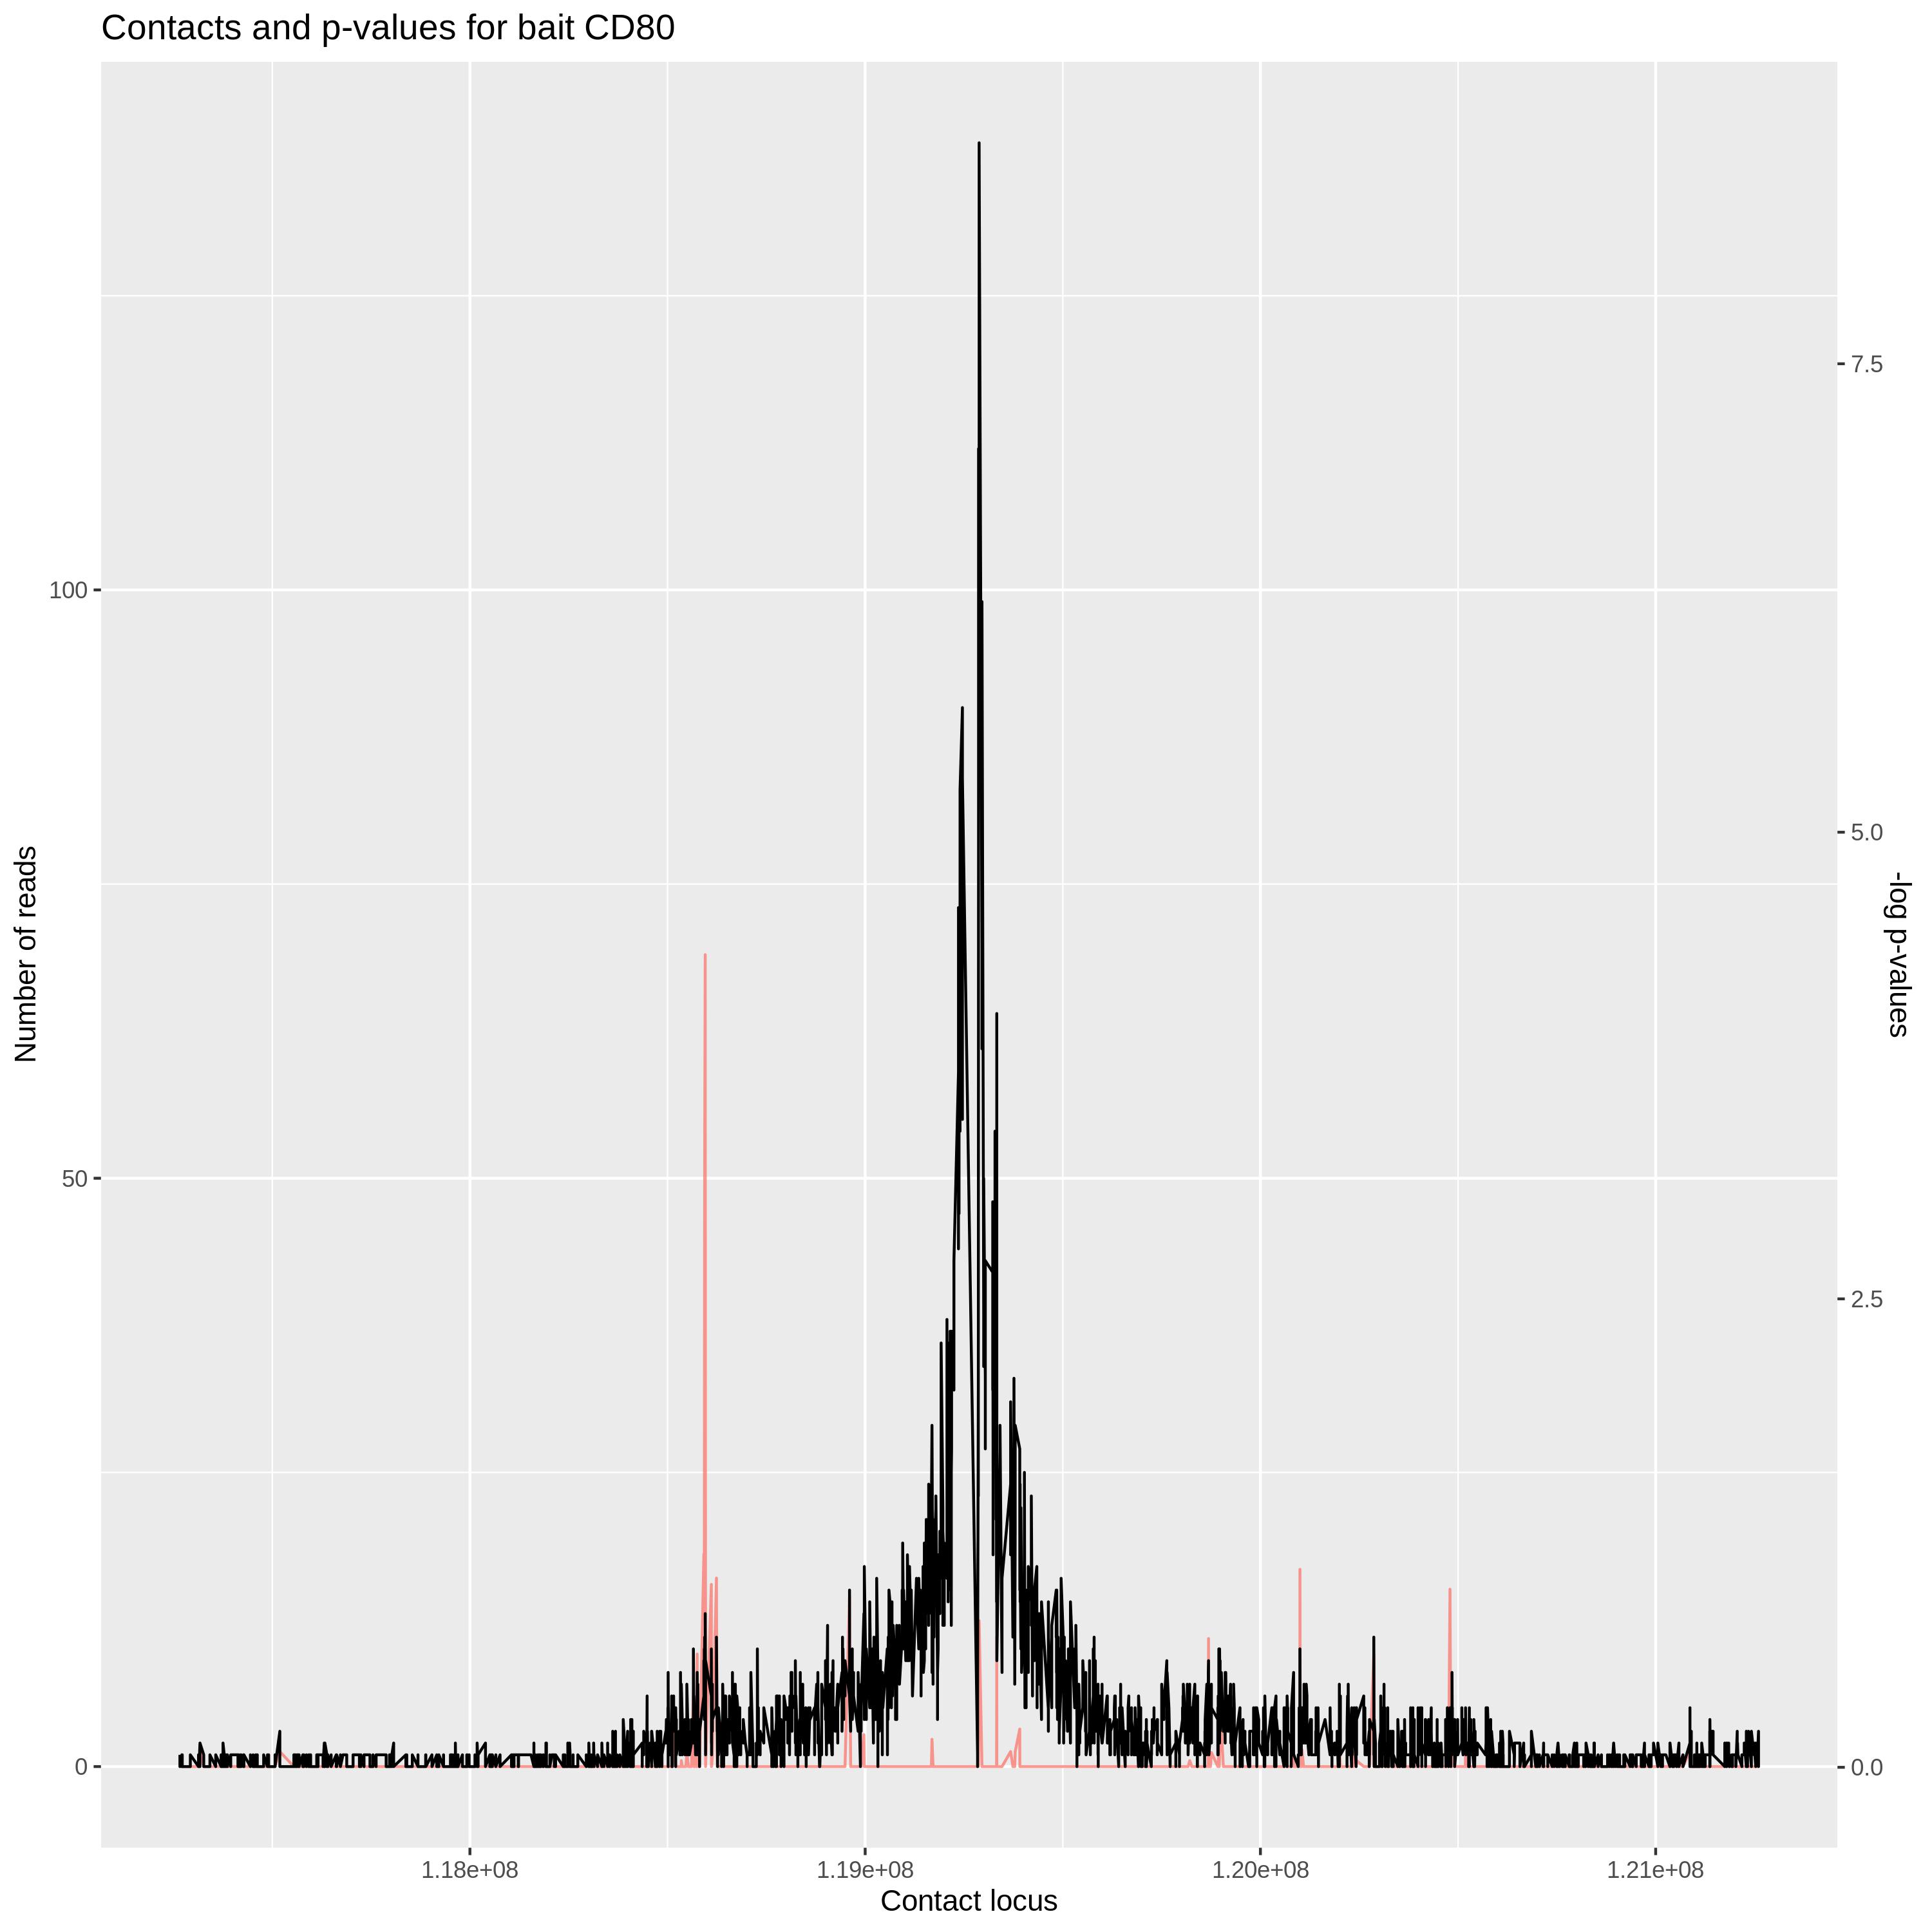 Contacts and p-values for bait CD80
Number of reads
100
50
0
7.5
5.0
2.5
0.0
-log p-values
1.18e+08
1.19e+08
1.20e+08
1.21e+08
Contact locus